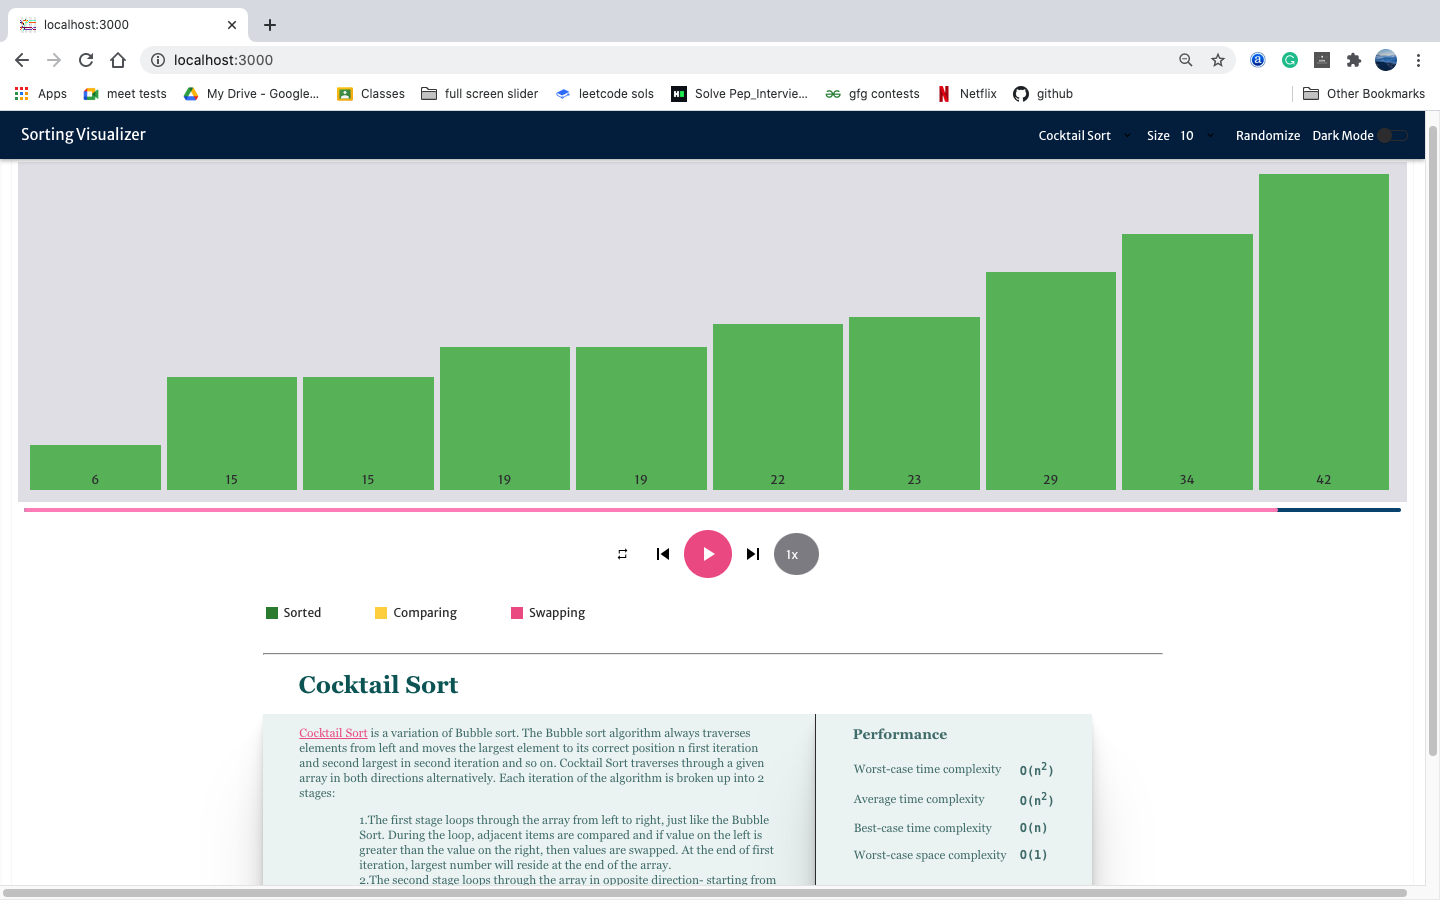 localhost:3000
localhost:3000
Apps meet tests My Drive - Google... Classes full screen slider leetcode sols Solve Pep_Intervie... gfg contests Netflix github Other Bookmarks
Sorting Visualizer Cocktail Sort Size 10 Randomize Dark Mode
6 15 15 19 19 22 23 29 34 42
1x
Sorted Comparing Swapping
Cocktail Sort
Cocktail Sort is a variation of Bubble sort. The Bubble sort algorithm always traverses
elements from left and moves the largest element to its correct position n first iteration
and second largest in second iteration and so on. Cocktail Sort traverses through a given
array in both directions alternatively. Each iteration of the algorithm is broken up into 2
stages:
1.The first stage loops through the array from left to right, just like the Bubble
Sort. During the loop, adjacent items are compared and if value on the left is
greater than the value on the right, then values are swapped. At the end of first
iteration, largest number will reside at the end of the array.
2.The second stage loops through the array in opposite direction- starting from
Performance
Worst-case time complexity O(n²)
Average time complexity O(n²)
Best-case time complexity O(n)
Worst-case space complexity O(1)